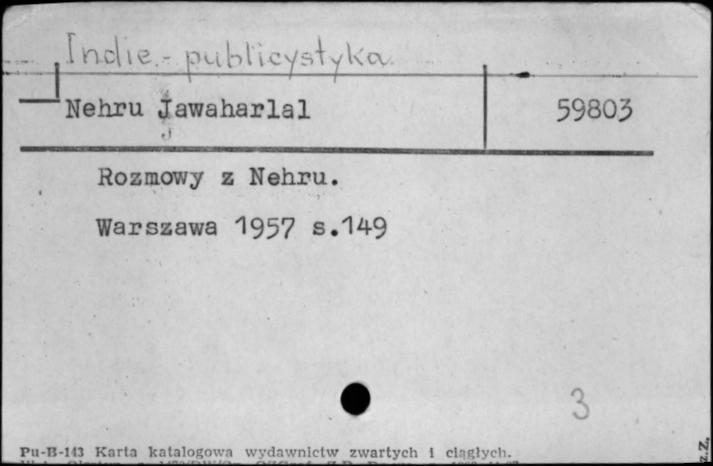 Indie - publicystyka
Nehru Jawaharlal 59803
Rozmowy z Nehru.
Warszawa 1957 s.149
3
Pu-B-143 Karta katalogowa wydawnictw zwartych i ciągłych.
z.Z.